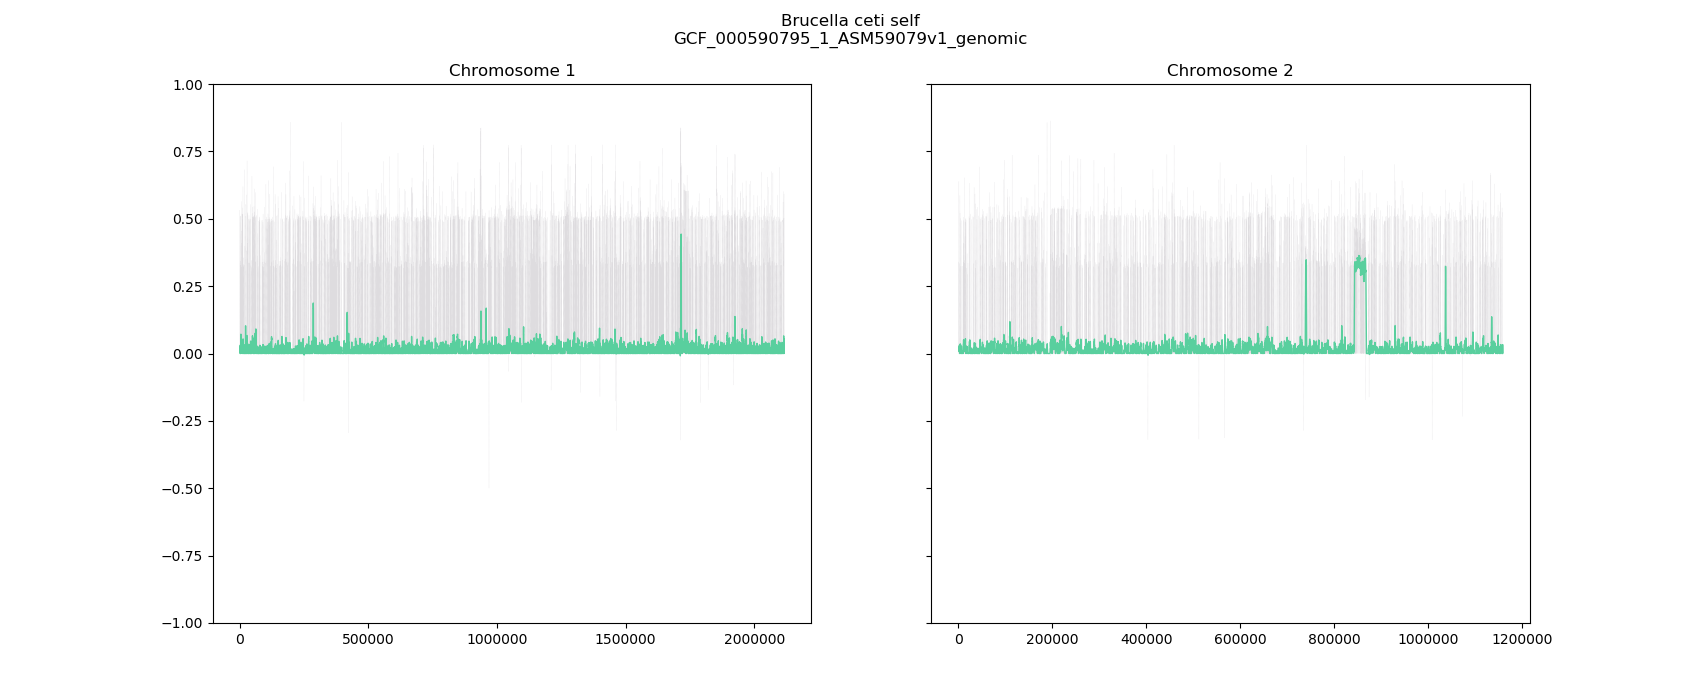 Brucella ceti self
GCF_000590795_1_ASM59079v1_genomic
Chromosome 1
Chromosome 2
1.00
0.75
0.50
0.25
0.00
−0.25
−0.50
−0.75
−1.00
0 500000 1000000 1500000 2000000
0 200000 400000 600000 800000 1000000 1200000